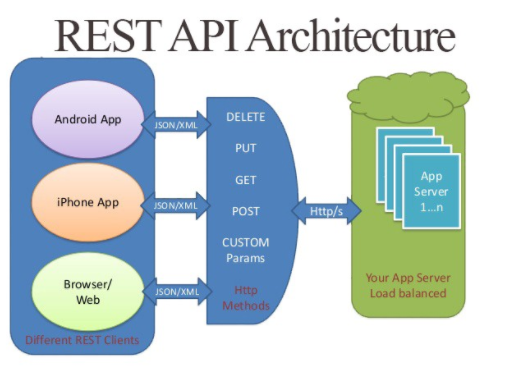 REST API Architecture
Android App
iPhone App
Browser/
Web
Different REST Clients
JSON/XML
JSON/XML
JSON/XML
DELETE
PUT
GET
POST
CUSTOM
Params
Http
Methods
Http/s
App
Server
1...n
Your App Server
Load balanced